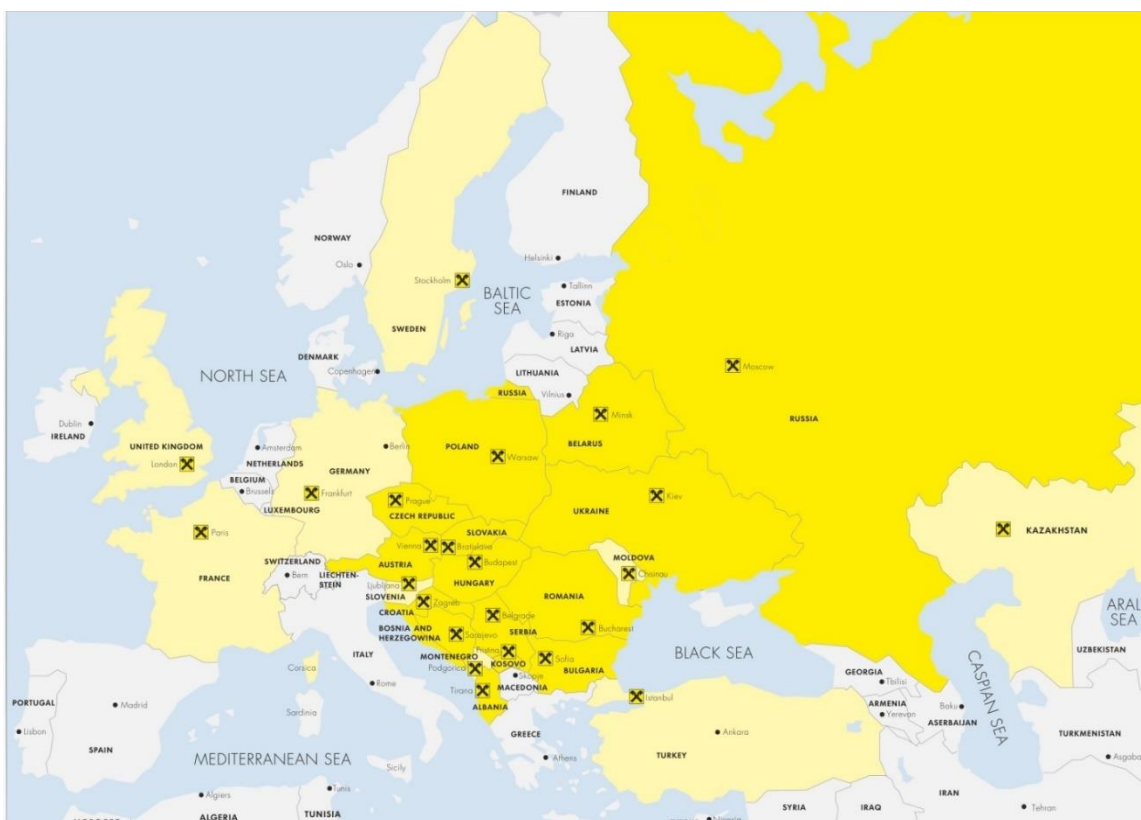 FINLAND
NORWAY
Oslo
Helsinki
Stockholm
BALTIC
SEA
Tallinn
ESTONIA
SWEDEN
Riga
LATVIA
DENMARK
Copenhagen
NORTH SEA
LITHUANIA
Vilnius
Moscow
RUSSIA
RUSSIA
Minsk
BELARUS
Dublin
IRELAND
UNITED KINGDOM
London
Amsterdam
NETHERLANDS
BELGIUM
Brussels
LUXEMBOURG
Berlin
GERMANY
Frankfurt
POLAND
Warsaw
Prague
CZECH REPUBLIC
Kiev
UKRAINE
SLOVAKIA
KAZAKHSTAN
Paris
FRANCE
Vienna
Bratislava
AUSTRIA
Budapest
HUNGARY
MOLDOVA
Chisinau
SWITZERLAND
Bern
LIECHTEN-
STEIN
Ljubljana
SLOVENIA
Zagreb
CROATIA
BOSNIA AND
HERZEGOWINA
Sarajevo
Belgrade
SERBIA
ROMANIA
Bucharest
ARAL
SEA
ITALY
MONTENEGRO
Podgorica
KOSOVO
Sofia
BULGARIA
BLACK SEA
UZBEKISTAN
Corsica
Rome
Skopje
MACEDONIA
Tirana
ALBANIA
Istanbul
GEORGIA
Tbilisi
ARMENIA
Yerevan
Baku
ASERBAIJAN
CASPIAN SEA
TURKMENISTAN
PORTUGAL
Lisbon
Madrid
SPAIN
Sardinia
GREECE
Athens
Ankara
TURKEY
MEDITERRANEAN SEA
Sicily
Algiers
ALGERIA
Tunis
TUNISIA
SYRIA
IRAQ
IRAN
Tehran